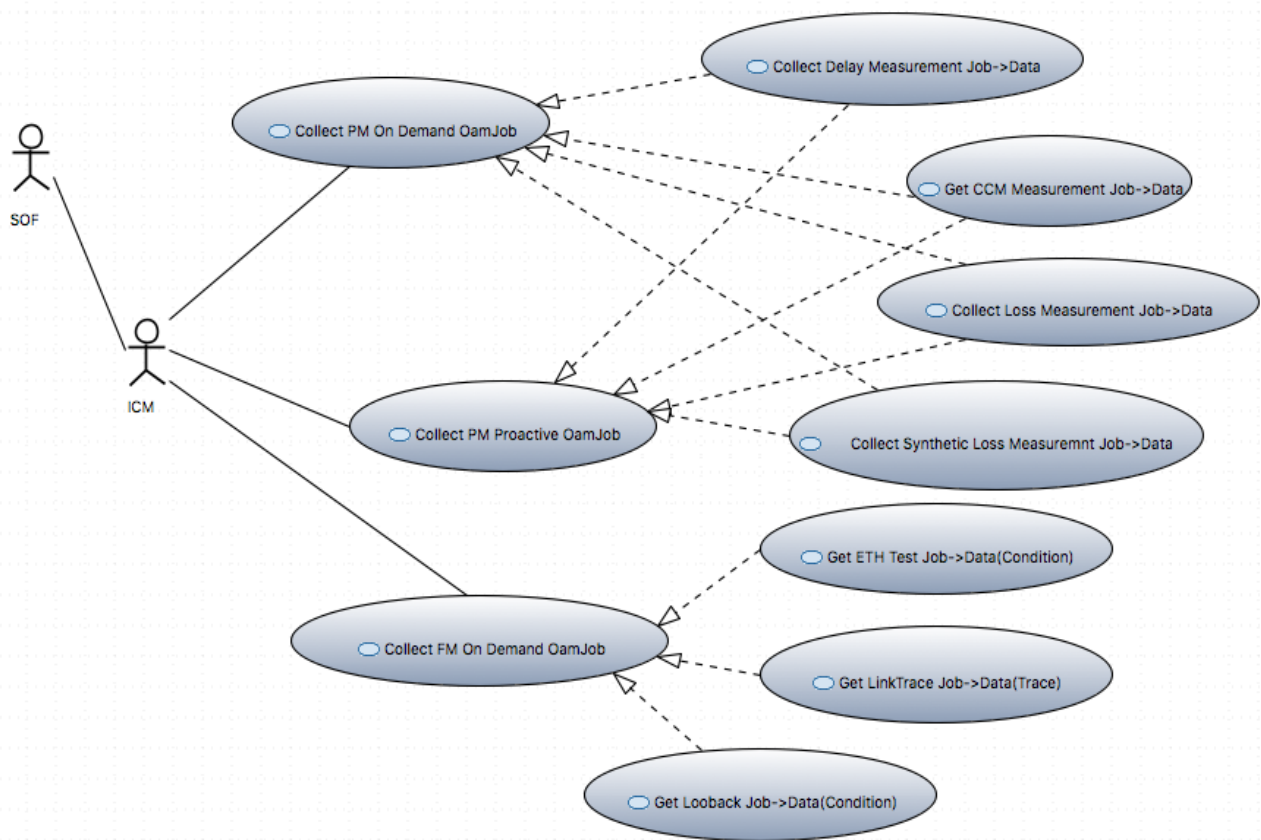 Collect Delay Measurement Job->Data
Collect PM On Demand OamJob
Get CCM Measurement Job->Data
SOF
Collect Loss Measurement Job->Data
ICM
Collect PM Proactive OamJob
Collect Synthetic Loss Measuremnt Job->Data
Get ETH Test Job->Data(Condition)
Collect FM On Demand OamJob
Get LinkTrace Job->Data(Trace)
Get Looback Job->Data(Condition)